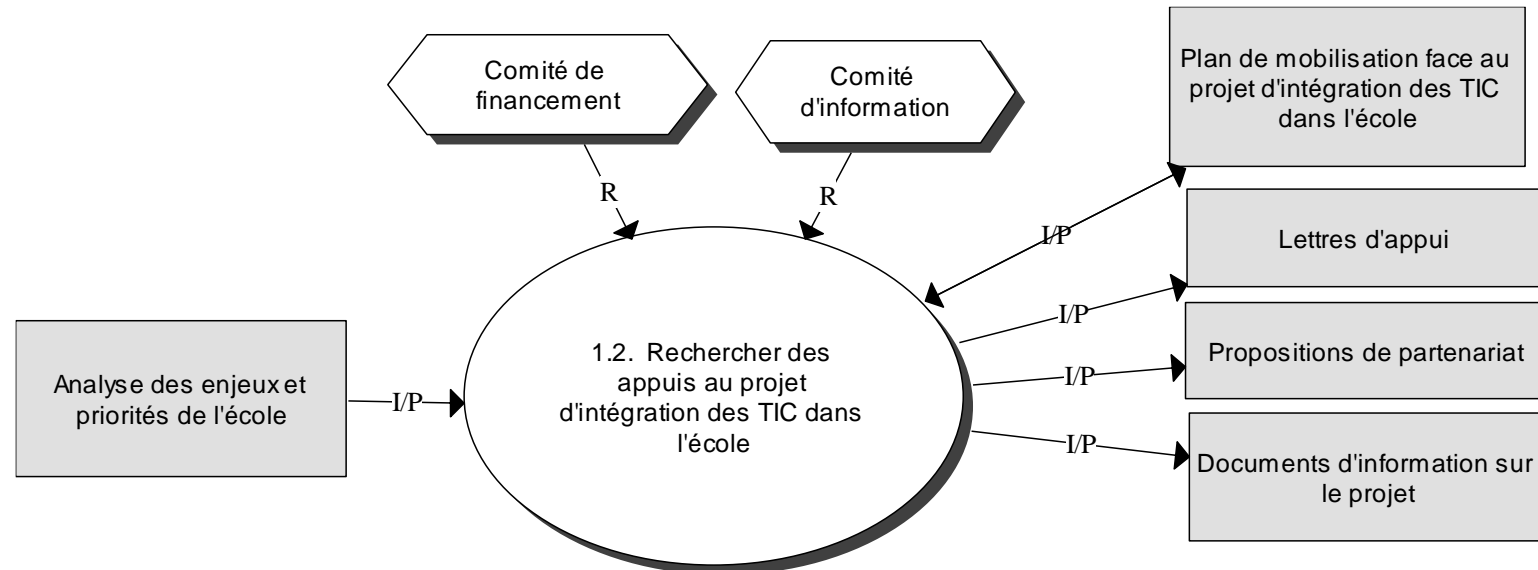 Comité de
financement
Comité
d'information
Plan de mobilisation face au
projet d'intégration des TIC
dans l'école
R
R
I/P
Lettres d'appui
I/P
Analyse des enjeux et
priorités de l'école
I/P
1.2. Rechercher des
appuis au projet
d'intégration des TIC dans
l'école
I/P
Propositions de partenariat
I/P
Documents d'information sur
le projet